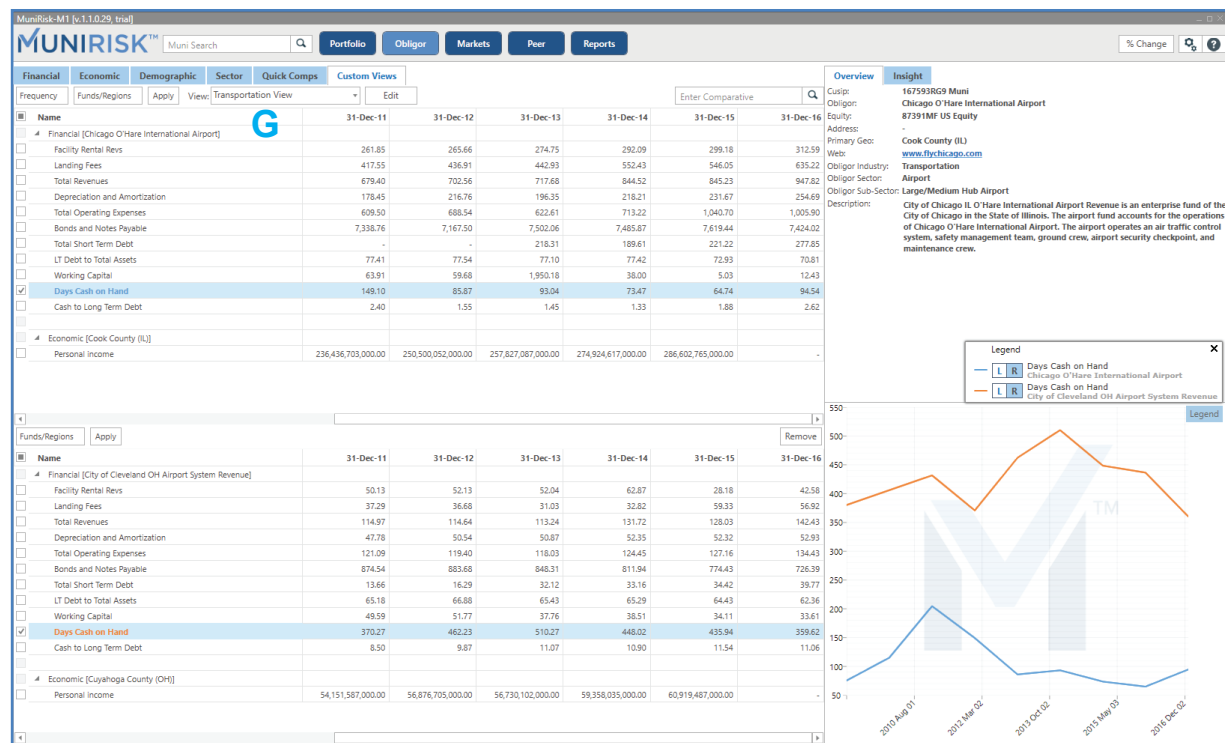 MuniRisk-M1 [v.1.1.0.29, trial]
MUNIRISK™ Muni Search Portfolio Obligor Markets Peer Reports % Change ?
Financial Economic Demographic Sector Quick Comps Custom Views
Frequency Funds/Regions Apply View: Transportation View Edit Enter Comparative
G
Name 31-Dec-11 31-Dec-12 31-Dec-13 31-Dec-14 31-Dec-15 31-Dec-16
Financial [Chicago O'Hare International Airport]
Facility Rental Revs 261.85 265.66 274.75 292.09 299.18 312.59
Landing Fees 417.55 436.91 442.93 552.43 546.05 635.22
Total Revenues 679.40 702.56 717.68 844.52 845.23 947.82
Depreciation and Amortization 178.45 216.76 196.35 218.21 231.67 254.69
Total Operating Expenses 609.50 688.54 622.61 713.22 1,040.70 1,005.90
Bonds and Notes Payable 7,338.76 7,167.50 7,502.06 7,485.87 7,619.44 7,424.02
Total Short Term Debt - - 218.31 189.61 221.22 277.85
LT Debt to Total Assets 77.41 77.54 77.10 77.42 72.93 70.81
Working Capital 63.91 59.68 1,950.18 38.00 5.03 12.43
Days Cash on Hand 149.10 85.87 93.04 73.47 64.74 94.54
Cash to Long Term Debt 2.40 1.55 1.45 1.33 1.88 2.62
Economic [Cook County (IL)]
Personal income 236,436,703,000.00 250,500,052,000.00 257,827,087,000.00 274,924,617,000.00 286,602,765,000.00 -
Funds/Regions Apply Remove
Name 31-Dec-11 31-Dec-12 31-Dec-13 31-Dec-14 31-Dec-15 31-Dec-16
Financial [City of Cleveland OH Airport System Revenue]
Facility Rental Revs 50.13 52.13 52.04 62.87 28.18 42.58
Landing Fees 37.29 36.68 31.03 32.82 59.33 56.92
Total Revenues 114.97 114.64 113.24 131.72 128.03 142.43
Depreciation and Amortization 47.78 50.54 50.87 52.35 52.32 52.93
Total Operating Expenses 121.09 119.40 118.03 124.45 127.16 134.43
Bonds and Notes Payable 874.54 883.68 848.31 811.94 774.43 726.39
Total Short Term Debt 13.66 16.29 32.12 33.16 34.42 39.77
LT Debt to Total Assets 65.18 66.88 65.43 65.29 64.43 62.36
Working Capital 49.59 51.77 37.76 38.51 34.11 33.61
Days Cash on Hand 370.27 462.23 510.27 448.02 435.94 359.62
Cash to Long Term Debt 8.50 9.87 11.07 10.90 11.54 11.06
Economic [Cuyahoga County (OH)]
Personal income 54,151,587,000.00 56,876,705,000.00 56,730,102,000.00 59,358,035,000.00 60,919,487,000.00 -
Overview Insight
Cusip: 167593RG9 Muni
Obligor: Chicago O'Hare International Airport
Equity: 87391MF US Equity
Address: -
Primary Geo: Cook County (IL)
Web: www.flychicago.com
Obligor Industry: Transportation
Obligor Sector: Airport
Obligor Sub-Sector: Large/Medium Hub Airport
Description: City of Chicago IL O'Hare International Airport Revenue is an enterprise fund of the
City of Chicago in the State of Illinois. The airport fund accounts for the operations
of Chicago O'Hare International Airport. The airport operates an air traffic control
system, safety management team, ground crew, airport security checkpoint, and
maintenance crew.
Legend
L R Days Cash on Hand
Chicago O'Hare International Airport
L R Days Cash on Hand
City of Cleveland OH Airport System Revenue
Legend
550
500
450
400
350
300
250
200
150
100
50
TM
2010 Aug 01 2012 Mar 02 2013 Oct 02 2015 May 03 2016 Dec 02